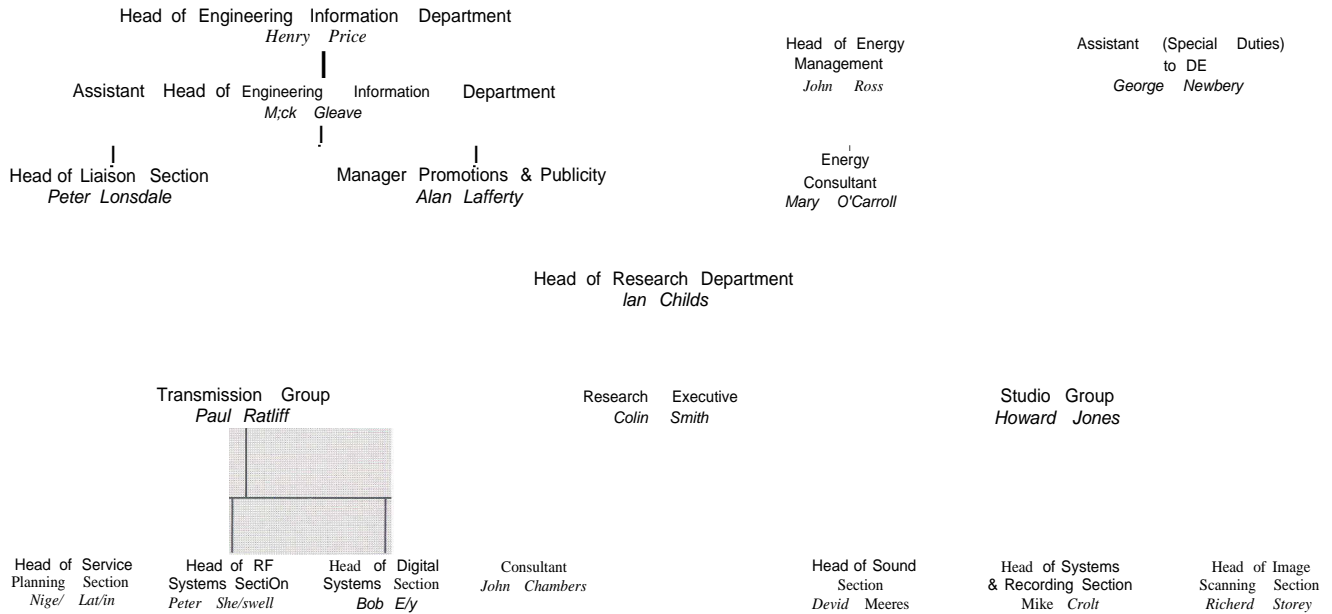 Head of Engineering Information Department
Henry Price
Assistant Head of Engineering Information Department
M;ck Gleave
Head of Liaison Section
Peter Lonsdale
Manager Promotions & Publicity
Alan Lafferty
Head of Energy
Management
John Ross
Energy
Consultant
Mary O'Carroll
Assistant (Special Duties)
to DE
George Newbery
Head of Research Department
lan Childs
Transmission Group
Paul Ratliff
Research Executive
Colin Smith
Studio Group
Howard Jones
Head of Service
Planning Section
Nige/ Lat/in
Head of RF
Systems SectiOn
Peter She/swell
Head of Digital
Systems Section
Bob E/y
Consultant
John Chambers
Head of Sound
Section
Devid Meeres
Head of Systems
& Recording Section
Mike Crolt
Head of Image
Scanning Section
Richerd Storey